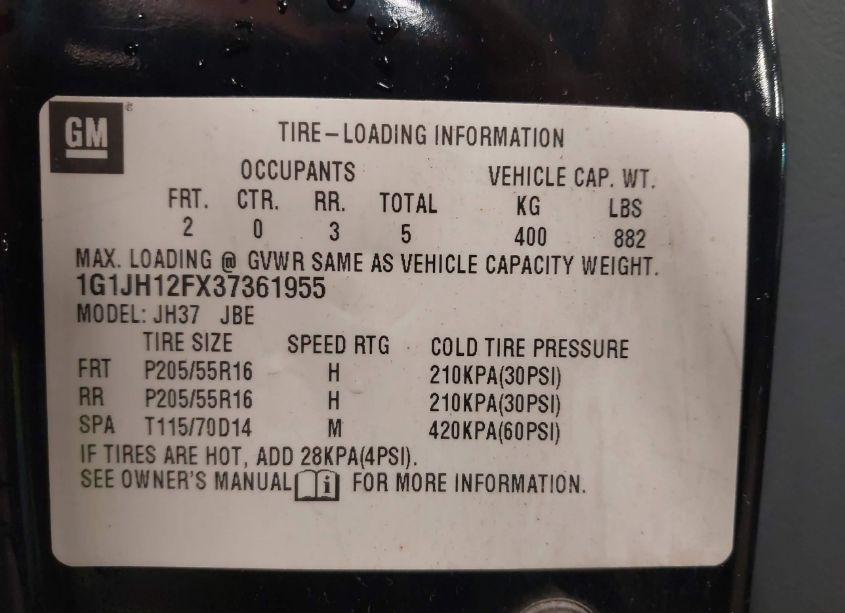 GM
TIRE-LOADING INFORMATION
OCCUPANTS VEHICLE CAP. WT.
FRT. CTR. RR. TOTAL KG LBS
2 0 3 5 400 882
MAX. LOADING @ GVWR SAME AS VEHICLE CAPACITY WEIGHT.
1G1JH12FX37361955
MODEL: JH37 JBE
TIRE SIZE SPEED RTG COLD TIRE PRESSURE
FRT P205/55R16 H 210KPA(30PSI)
RR P205/55R16 H 210KPA(30PSI)
SPA T115/70D14 M 420KPA(60PSI)
IF TIRES ARE HOT, ADD 28KPA(4PSI).
SEE OWNER'S MANUAL i FOR MORE INFORMATION.